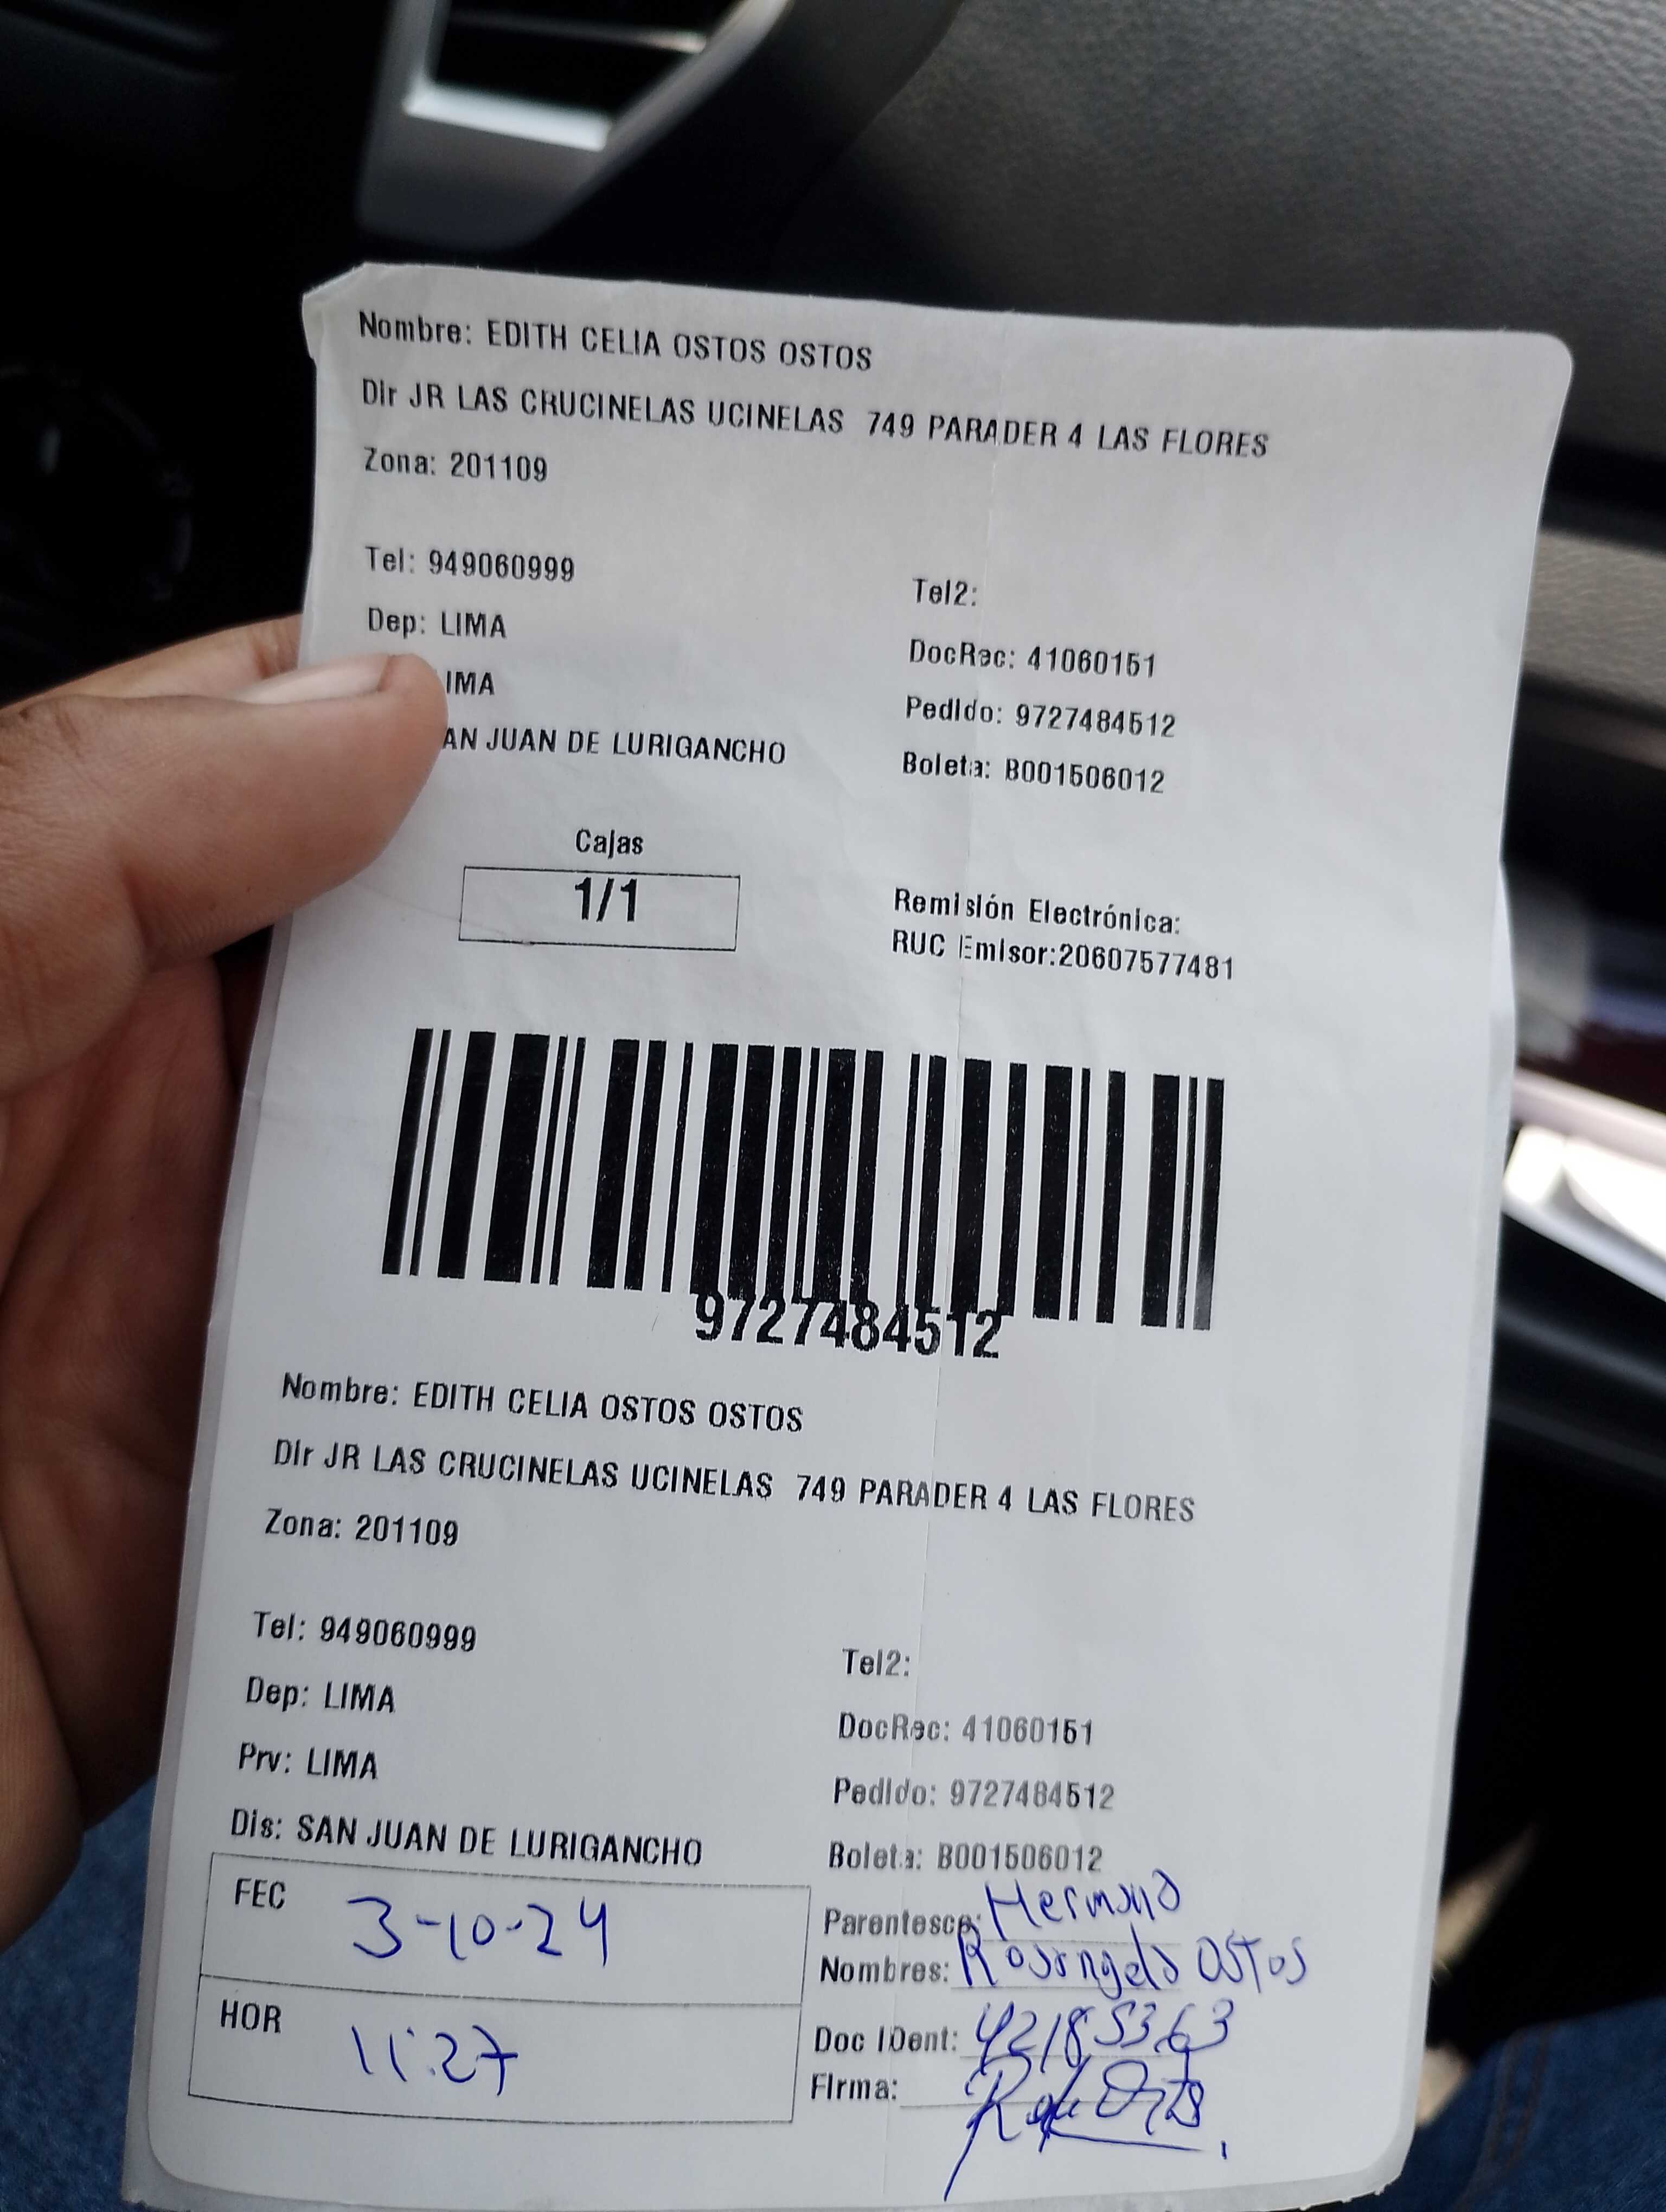 Nombre: EDITH CELIA OSTOS OSTOS
Dir JR LAS CRUCINELAS UCINELAS 749 PARADER 4 LAS FLORES
Zona: 201109
Tel: 949060999
Tel2:
Dep: LIMA
DocRec: 41060151
IMA
Pedido: 9727484512
AN JUAN DE LURIGANCHO
Boleta: B001506012
Cajas
1/1
Remisión Electrónica:
RUC Emisor:20607577481
9727484512
Nombre: EDITH CELIA OSTOS OSTOS
Dir JR LAS CRUCINELAS UCINELAS 749 PARADER 4 LAS FLORES
Zona: 201109
Tel: 949060999
Tel2:
Dep: LIMA
DocRec: 41060151
Prv: LIMA
Pedido: 9727484512
Dis: SAN JUAN DE LURIGANCHO
Boleta: B001506012
FEC 3-10-24
Parentesco: Hermana
Nombres: Rosangela Ostos
HOR 11:27
Doc IDent: 42185363
Firma: